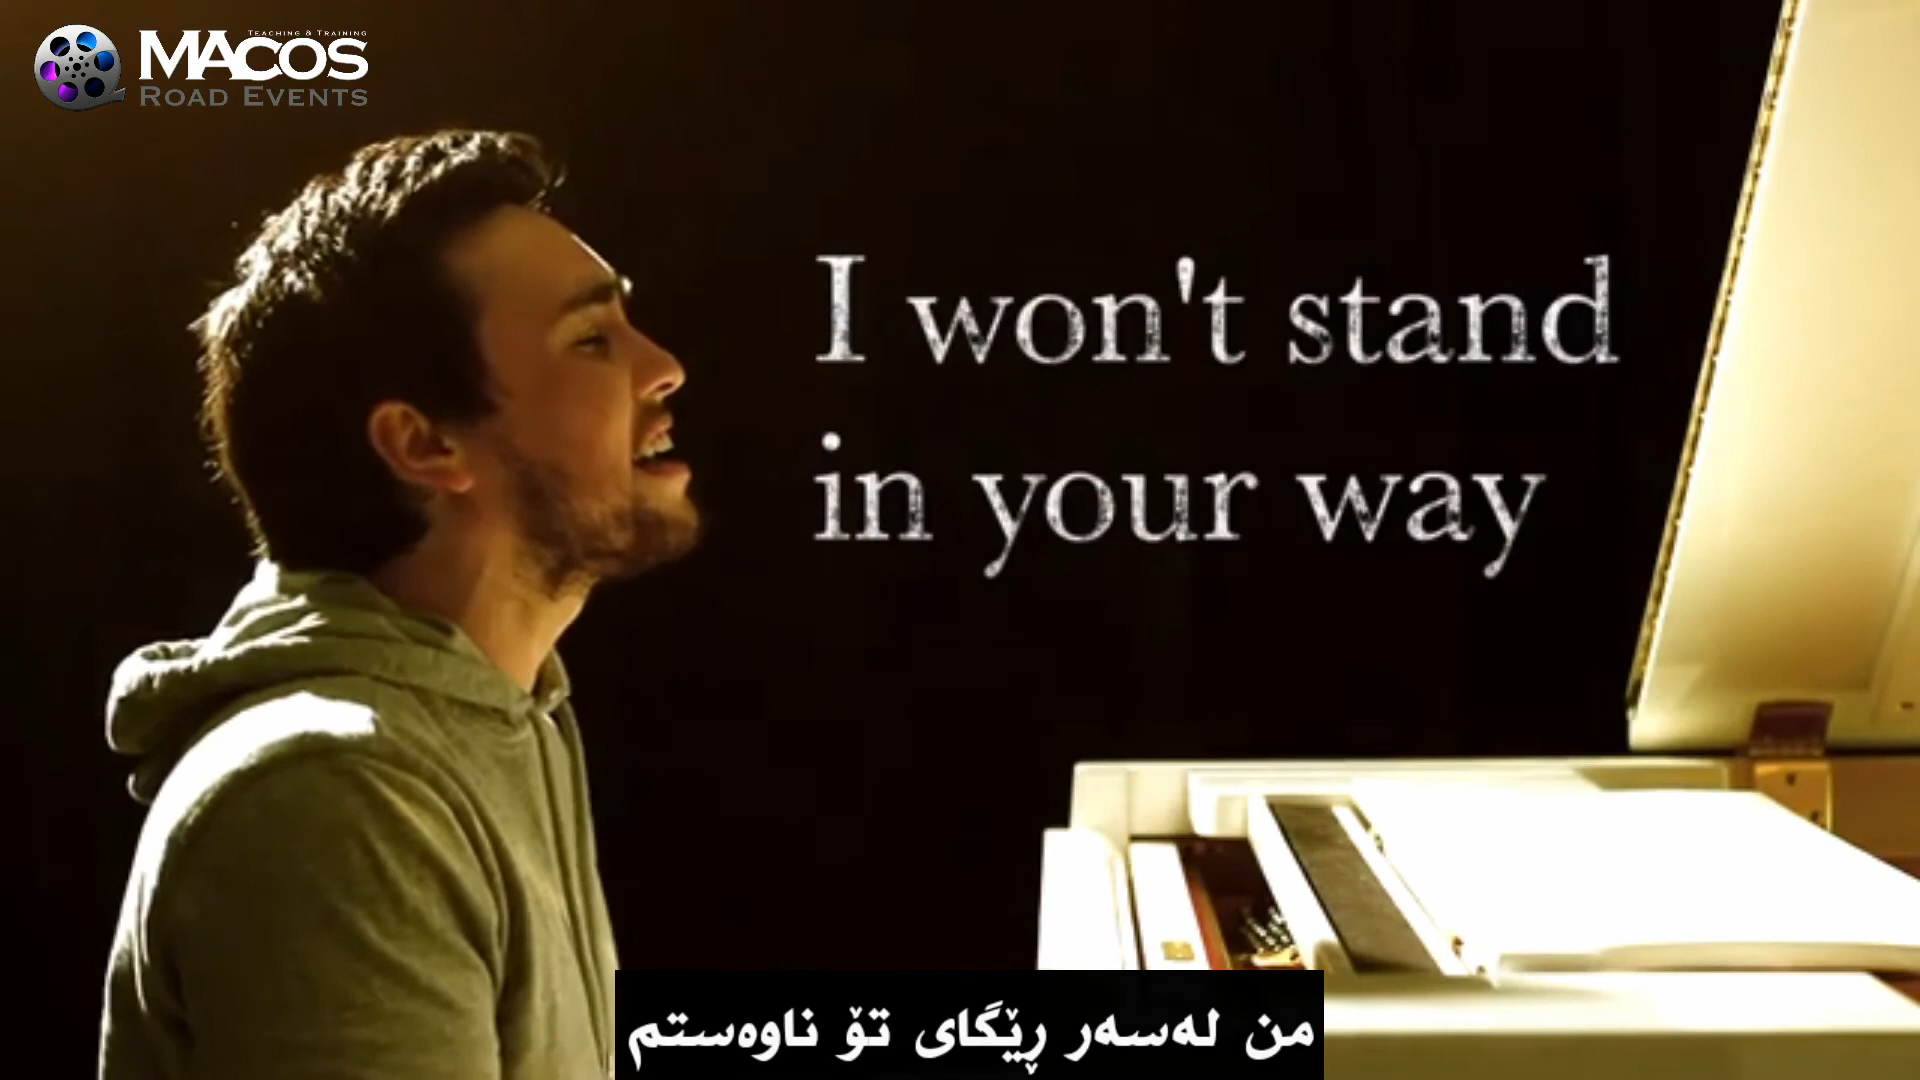 TEACHING & TRAINING
MACOS
ROAD EVENTS
I won't stand
in your way
من لەسەر ڕێگای تۆ ناوەستم